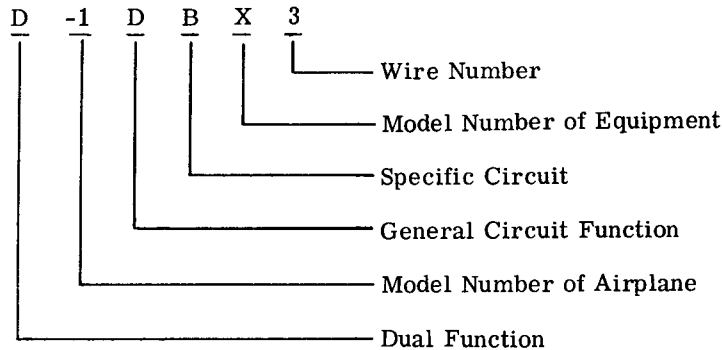 D -1 D B X 3
Wire Number
Model Number of Equipment
Specific Circuit
General Circuit Function
Model Number of Airplane
Dual Function